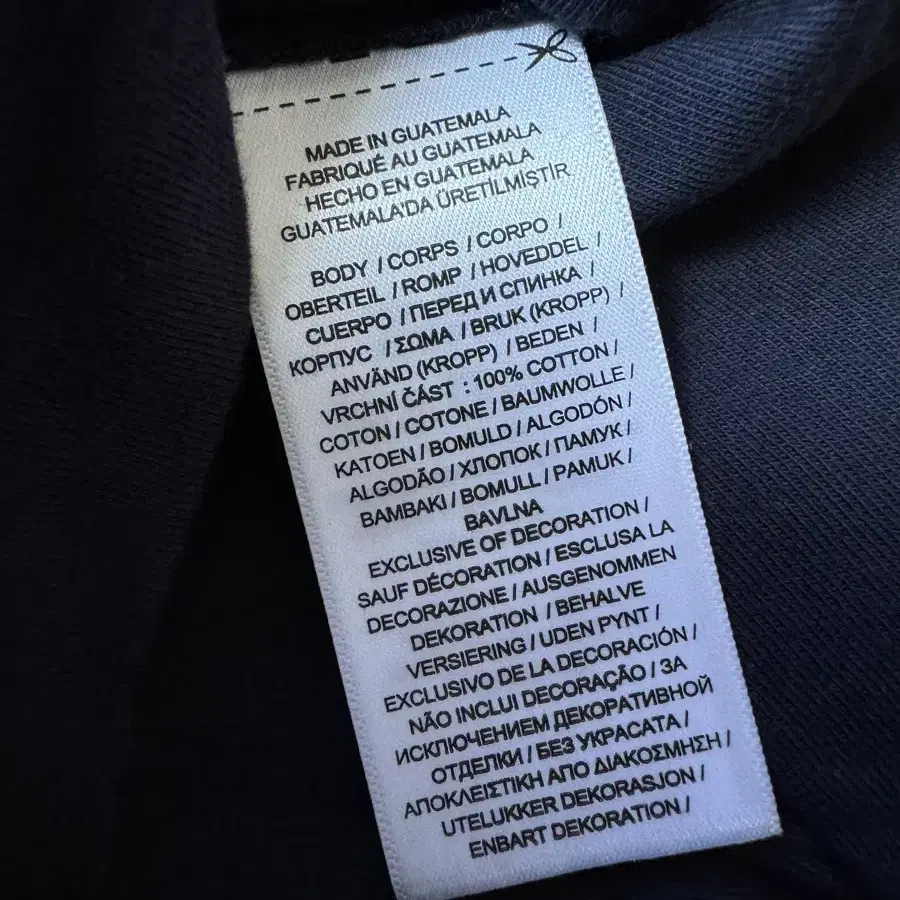 MADE IN GUATEMALA
FABRIQUÉ AU GUATEMALA
HECHO EN GUATEMALA
GUATEMALA'DA ÜRETİLMİŞTİR
BODY / CORPS / CORPO /
OBERTEIL / ROMP / HOVEDDEL /
CUERPO / ПЕРЕД И СПИНКА /
КОРПУС / ΣΩΜΑ / BRUK (KROPP) /
ANVÄND (KROPP) / BEDEN /
VRCHNÍ ČÁST : 100% COTTON /
COTON / COTONE / BAUMWOLLE /
KATOEN / BOMULD / ALGODÓN /
ALGODÃO / ХЛОПОК / ПАМУК /
BAMBAKI / BOMULL / PAMUK /
BAVLNA
EXCLUSIVE OF DECORATION /
SAUF DÉCORATION / ESCLUSA LA
DECORAZIONE / AUSGENOMMEN
DEKORATION / BEHALVE
VERSIERING / UDEN PYNT /
EXCLUSIVO DE LA DECORACIÓN /
NÃO INCLUI DECORAÇÃO / ЗА
ИСКЛЮЧЕНИЕМ ДЕКОРАТИВНОЙ
ОТДЕЛКИ / БЕЗ УКРАСАТА /
ΑΠΟΚΛΕΙΣΤΙΚΗ ΑΠΟ ΔΙΑΚΟΣΜΗΣΗ /
UTELUKKER DEKORASJON /
ENBART DEKORATION /